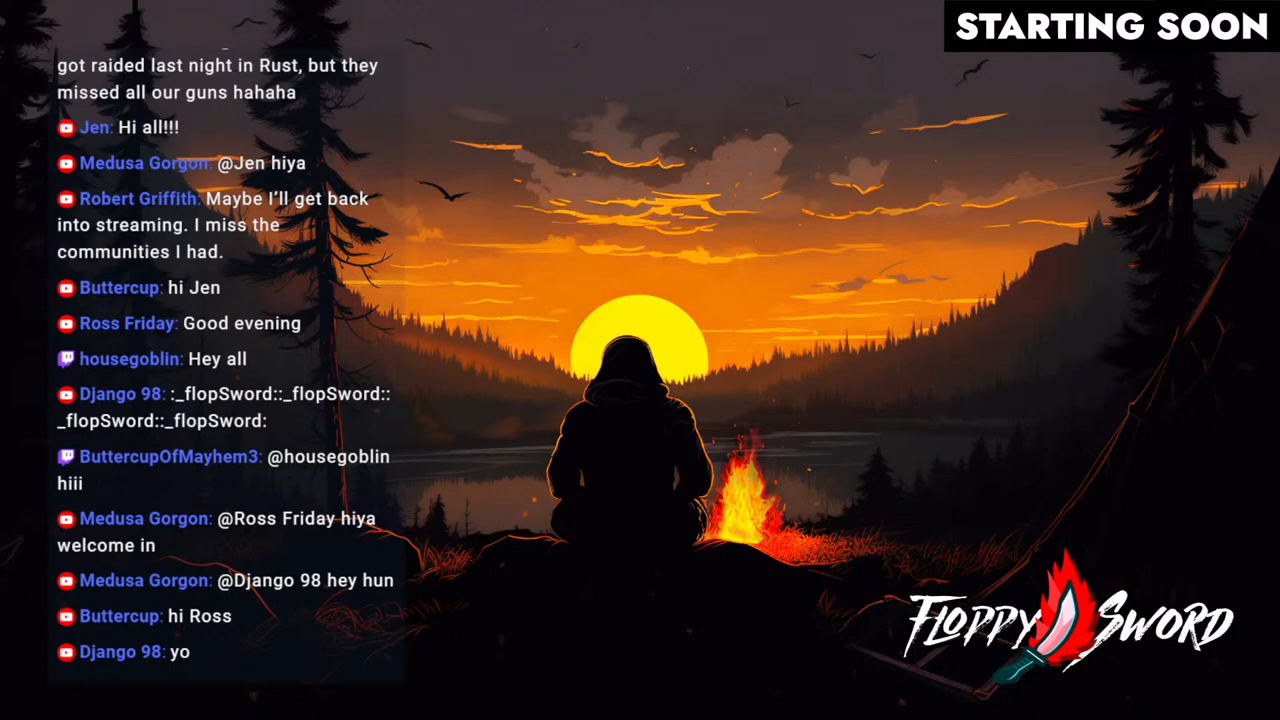 STARTING SOON
got raided last night in Rust, but they
missed all our guns hahaha
Jen: Hi all!!!
Medusa Gorgon: @Jen hiya
Robert Griffith: Maybe I’ll get back
into streaming. I miss the
communities I had.
Buttercup: hi Jen
Ross Friday: Good evening
housegoblin: Hey all
Django 98: :_flopSword::_flopSword::
_flopSword::_flopSword:
ButtercupOfMayhem3: @housegoblin
hiii
Medusa Gorgon: @Ross Friday hiya
welcome in
Medusa Gorgon: @Django 98 hey hun
Buttercup: hi Ross
Django 98: yo
FLOPPY SWORD